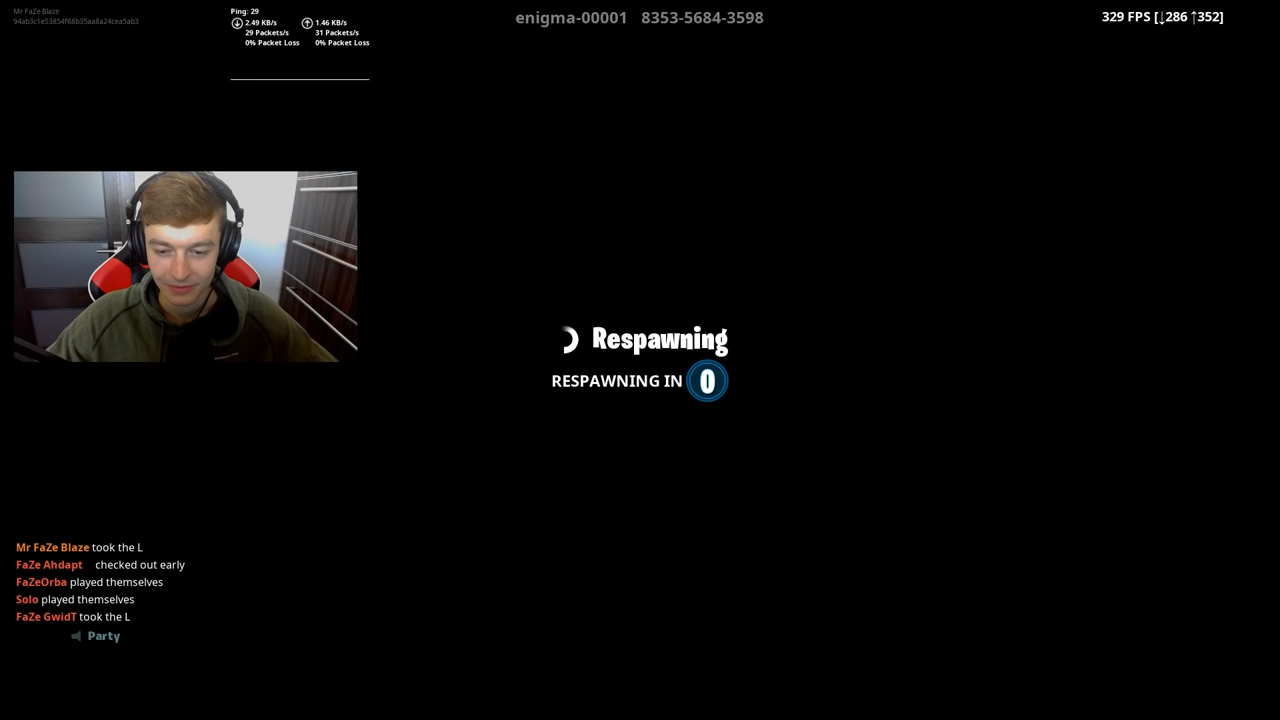 Mr FaZe Blaze
94ab3c1e53854f68b35aa8a24cea5ab3
Ping: 29
2.49 KB/s 1.46 KB/s
29 Packets/s 31 Packets/s
0% Packet Loss 0% Packet Loss
enigma-00001 8353-5684-3598
329 FPS [↓286 ↑352]
Respawning
RESPAWNING IN 0
Mr FaZe Blaze took the L
FaZe Ahdapt checked out early
FaZeOrba played themselves
Solo played themselves
FaZe GwidT took the L
Party